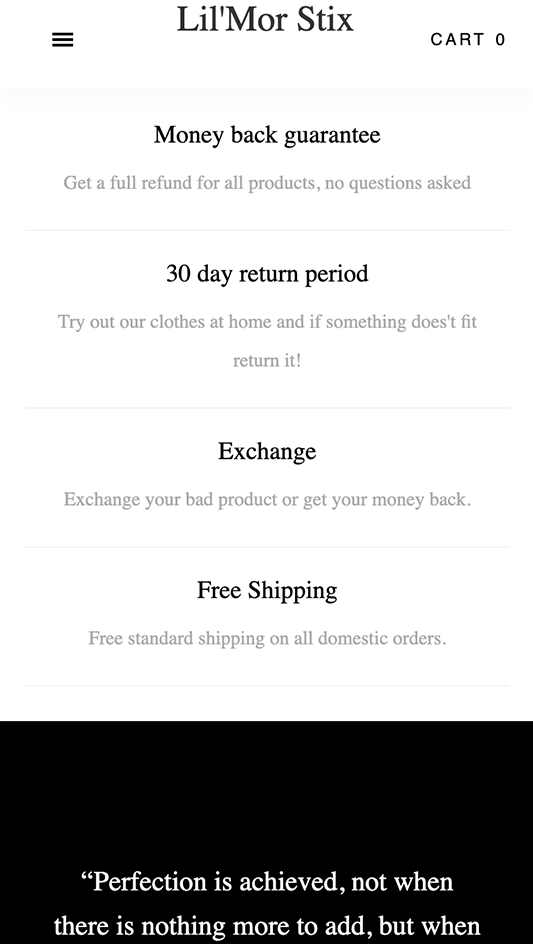 Lil'Mor Stix
CART 0
Money back guarantee
Get a full refund for all products, no questions asked
30 day return period
Try out our clothes at home and if something does't fit
return it!
Exchange
Exchange your bad product or get your money back.
Free Shipping
Free standard shipping on all domestic orders.
“Perfection is achieved, not when
there is nothing more to add, but when